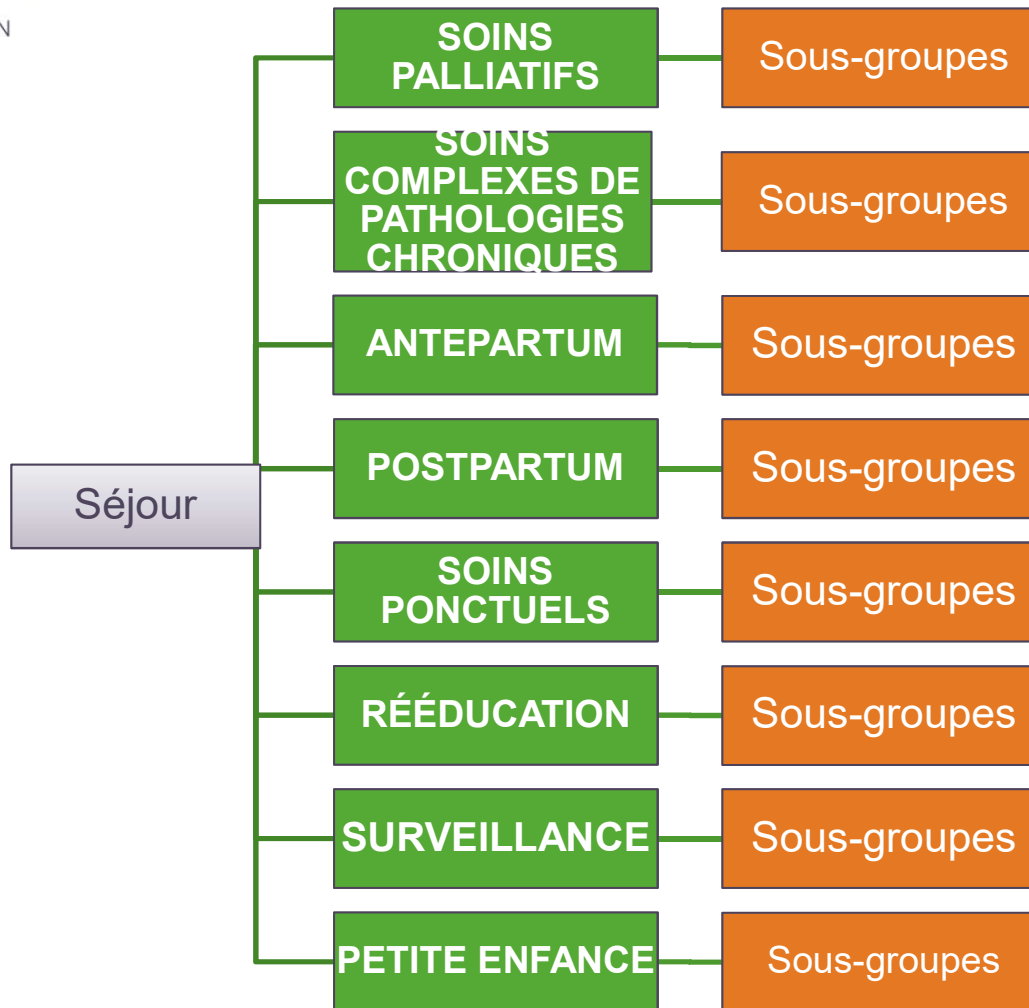 N
SOINS
PALLIATIFS
Sous-groupes
SOINS
COMPLEXES DE
PATHOLOGIES
CHRONIQUES
Sous-groupes
ANTEPARTUM
Sous-groupes
POSTPARTUM
Sous-groupes
Séjour
SOINS
PONCTUELS
Sous-groupes
RÉÉDUCATION
Sous-groupes
SURVEILLANCE
Sous-groupes
PETITE ENFANCE
Sous-groupes